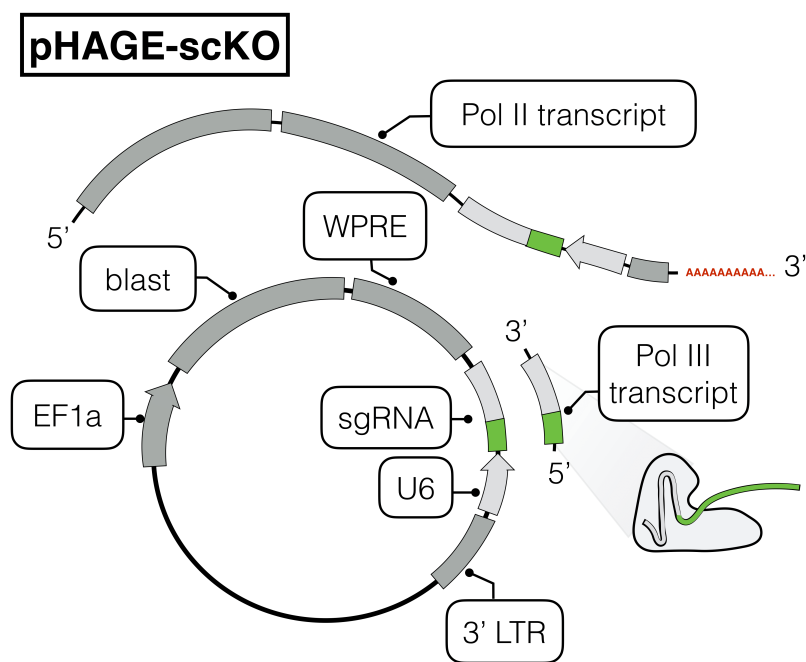 pHAGE-scKO
Pol II transcript
5’
AAAAAAAAAA...
3’
WPRE
blast
EF1a
sgRNA
U6
3’ LTR
3’
Pol III
transcript
5’